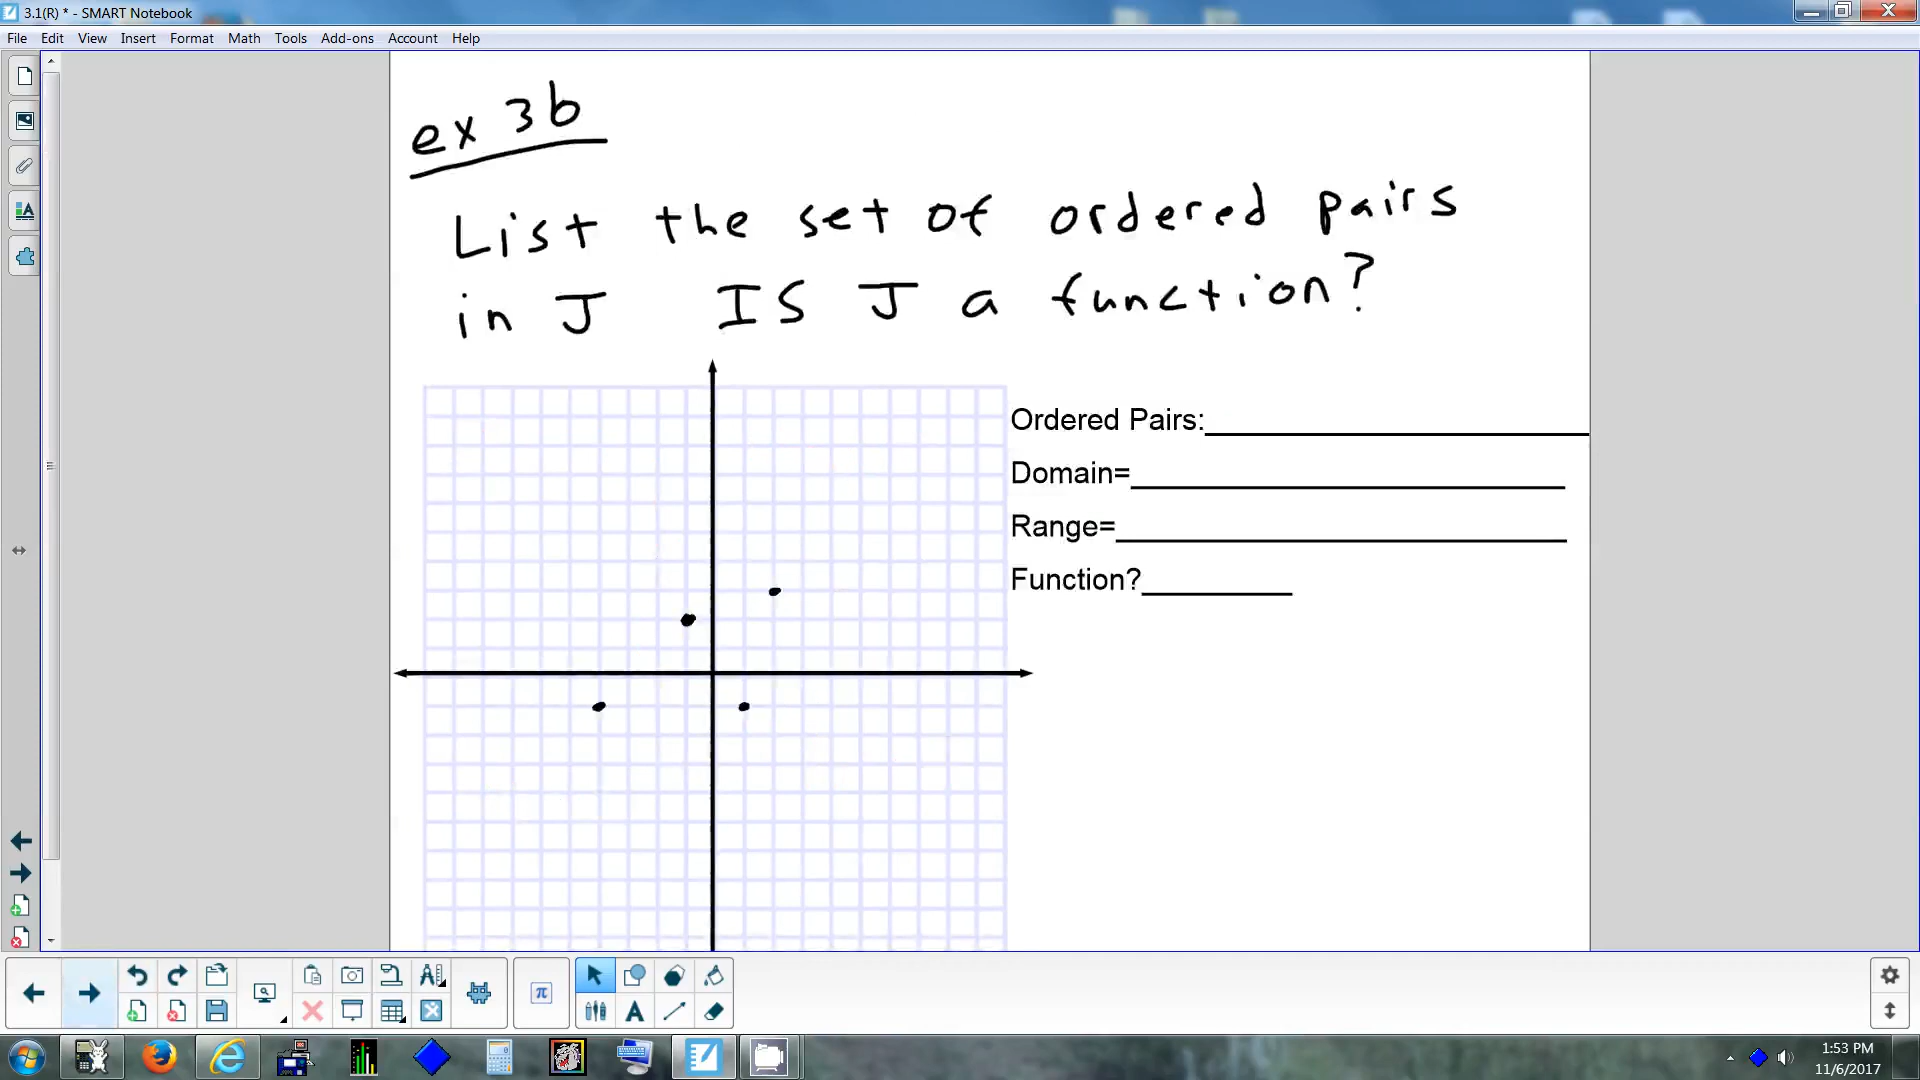 3.1(R) * - SMART Notebook
File Edit View Insert Format Math Tools Add-ons Account Help
ex 3b
List the set of ordered pairs
in J IS J a function?
Ordered Pairs:
Domain=
Range=
Function?
π
A
1:53 PM
11/6/2017